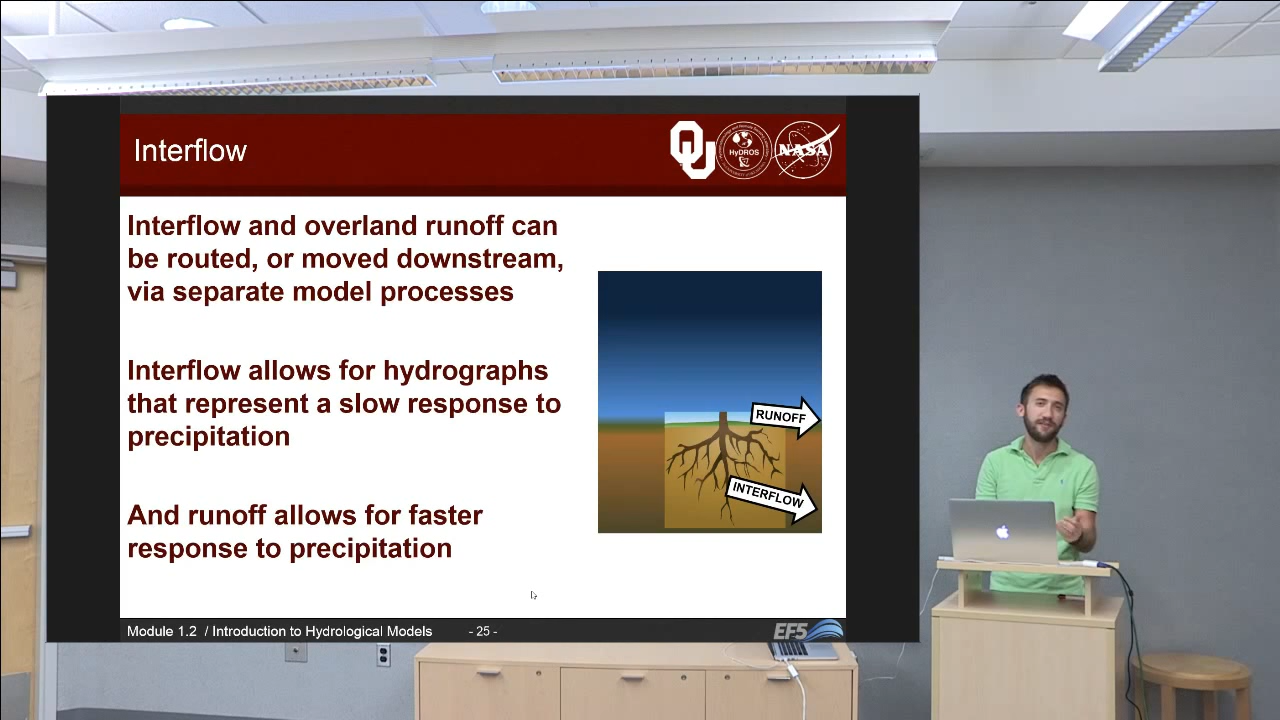 Interflow
OU
HyDROS
NASA
Interflow and overland runoff can
be routed, or moved downstream,
via separate model processes
Interflow allows for hydrographs
that represent a slow response to
precipitation
And runoff allows for faster
response to precipitation
RUNOFF
INTERFLOW
Module 1.2 / Introduction to Hydrological Models
- 25 -
EF5